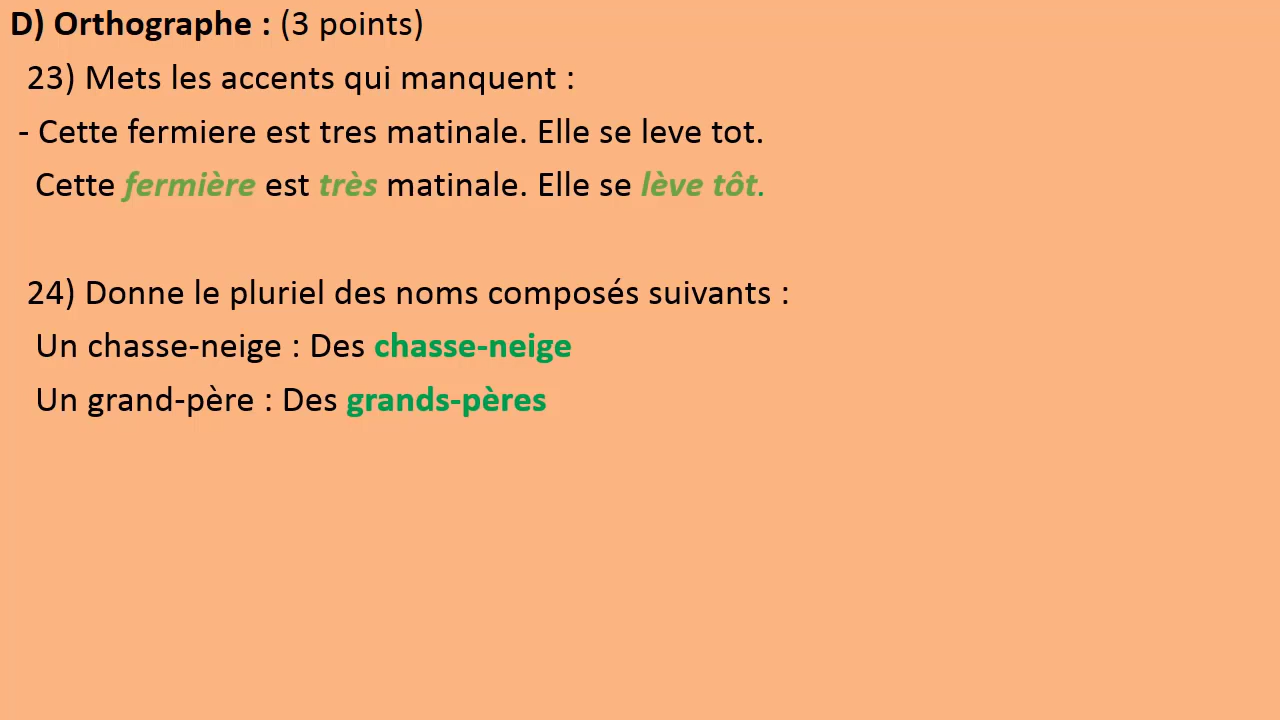 D) Orthographe : (3 points)
23) Mets les accents qui manquent :
- Cette fermiere est tres matinale. Elle se leve tot.
Cette fermière est très matinale. Elle se lève tôt.
24) Donne le pluriel des noms composés suivants :
Un chasse-neige : Des chasse-neige
Un grand-père : Des grands-pères